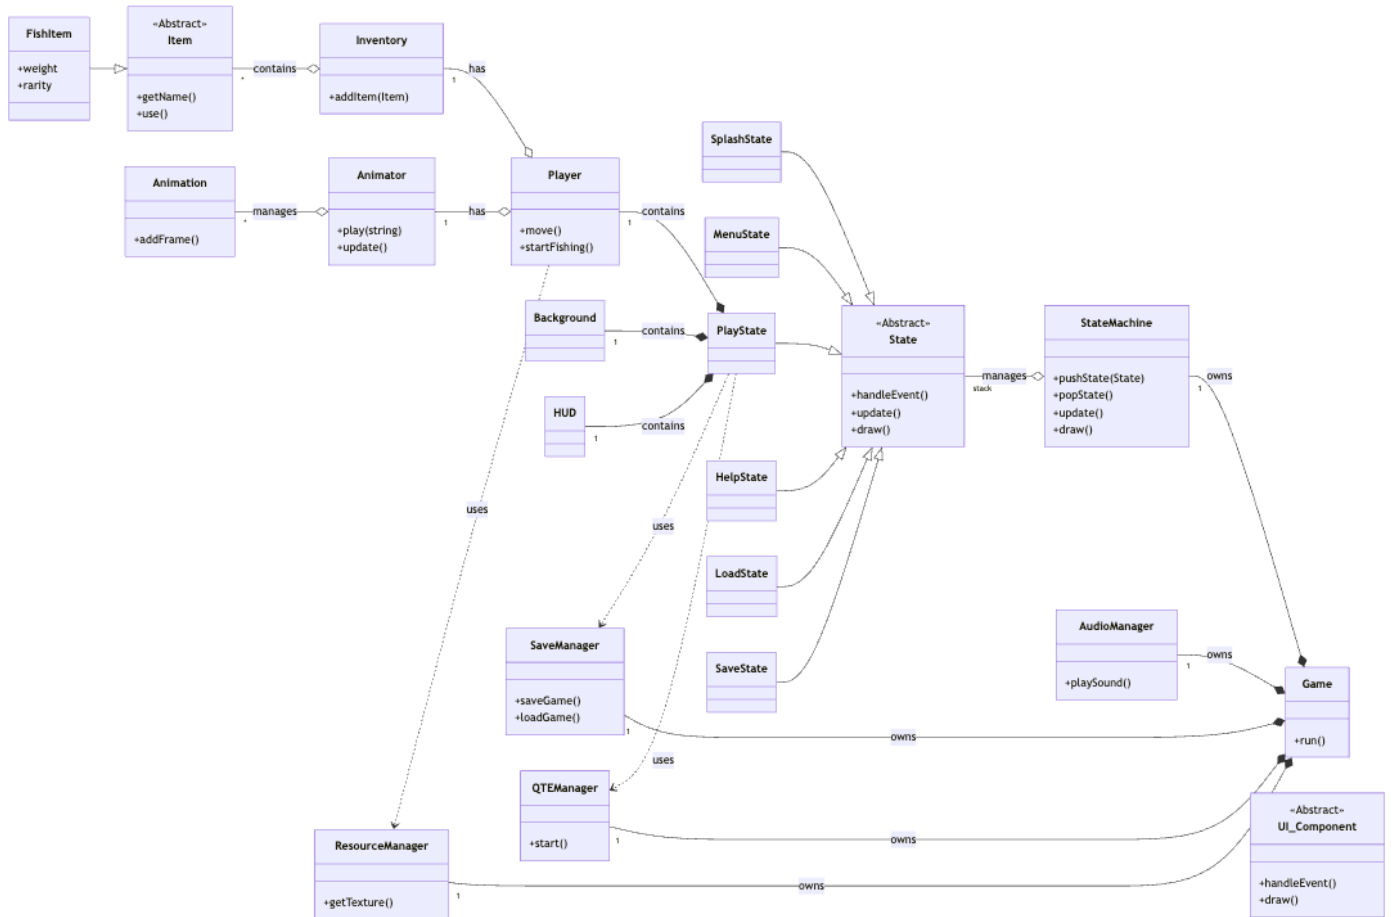 FishItem
+weight
+rarity
«Abstract»
Item
+getName()
+use()
contains
*
Inventory
+addItem(Item)
has
1
Animation
+addFrame()
manages
*
Animator
+play(string)
+update()
has
1
Player
+move()
+startFishing()
contains
1
SplashState
MenuState
Background
contains
1
PlayState
HUD
contains
1
«Abstract»
State
+handleEvent()
+update()
+draw()
manages
stack
StateMachine
+pushState(State)
+popState()
+update()
+draw()
owns
1
HelpState
uses
uses
LoadState
SaveState
AudioManager
+playSound()
owns
1
SaveManager
+saveGame()
+loadGame()
1
owns
Game
+run()
uses
QTEManager
+start()
1
owns
«Abstract»
UI_Component
+handleEvent()
+draw()
ResourceManager
+getTexture()
1
owns